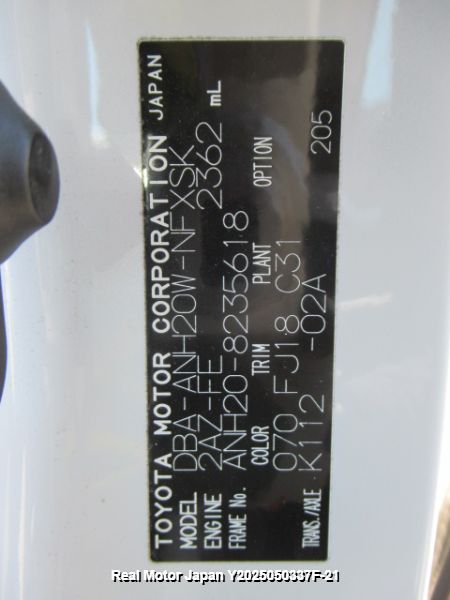 TOYOTA MOTOR CORPORATION JAPAN
MODEL DBA-ANH20W-NFXSK
ENGINE 2AZ-FE 2362 mL
FRAME No. ANH20-8235618
COLOR TRIM PLANT OPTION
070 FJ18 C31
TRANS./AXLE K112 -02A 205
Real Motor Japan Y2025050337F-21